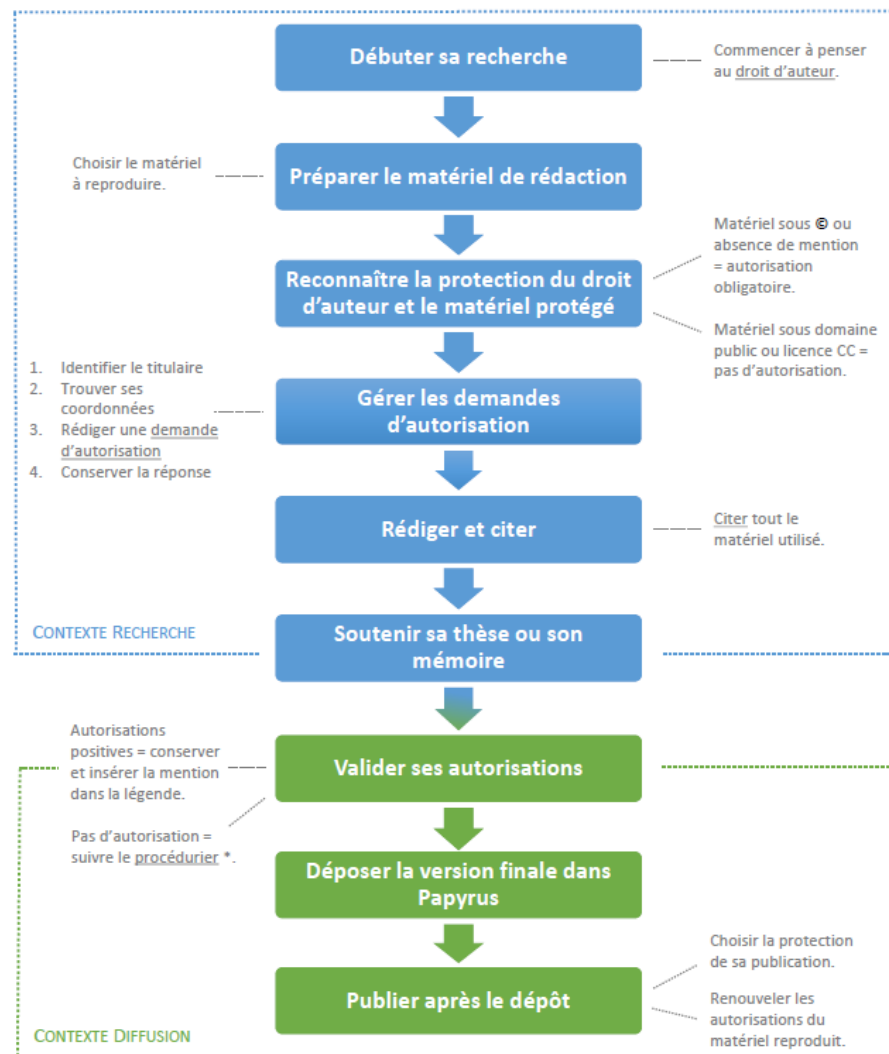 Débuter sa recherche
Commencer à penser
au droit d'auteur.
Choisir le matériel
à reproduire.
Préparer le matériel de rédaction
Matériel sous © ou
absence de mention
= autorisation
obligatoire.
Reconnaître la protection du droit
d'auteur et le matériel protégé
Matériel sous domaine
public ou licence CC =
pas d'autorisation.
1. Identifier le titulaire
2. Trouver ses
coordonnées
3. Rédiger une demande
d'autorisation
4. Conserver la réponse
Gérer les demandes
d'autorisation
Rédiger et citer
Citer tout le
matériel utilisé.
Soutenir sa thèse ou son
mémoire
CONTEXTE RECHERCHE
Autorisations
positives = conserver
et insérer la mention
dans la légende.
Pas d'autorisation =
suivre le procédurier *.
Valider ses autorisations
Déposer la version finale dans
Papyrus
Publier après le dépôt
Choisir la protection
de sa publication.
Renouveler les
autorisations du
matériel reproduit.
CONTEXTE DIFFUSION